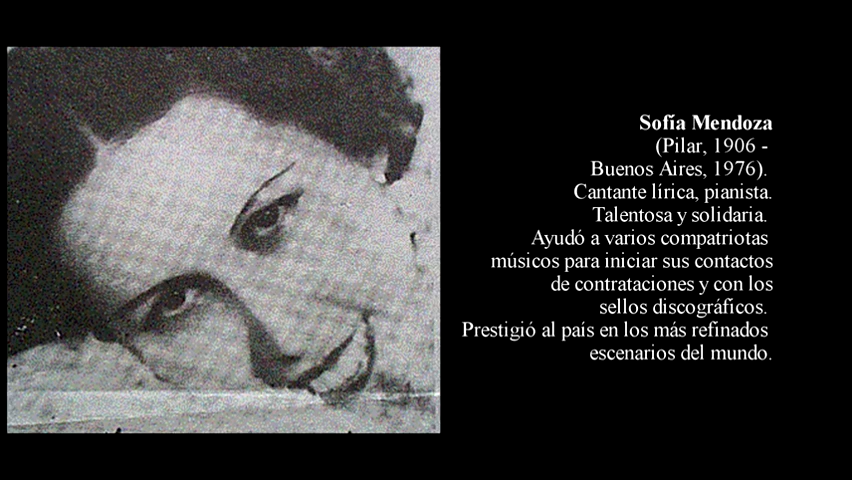 Sofía Mendoza
(Pilar, 1906 -
Buenos Aires, 1976).
Cantante lírica, pianista.
Talentosa y solidaria.
Ayudó a varios compatriotas
músicos para iniciar sus contactos
de contrataciones y con los
sellos discográficos.
Prestigió al país en los más refinados
escenarios del mundo.